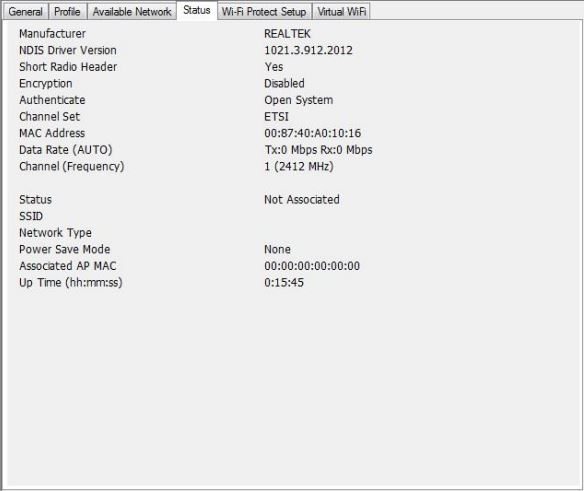 General Profile Available Network Status Wi-Fi Protect Setup Virtual WiFi
Manufacturer REALTEK
NDIS Driver Version 1021.3.912.2012
Short Radio Header Yes
Encryption Disabled
Authenticate Open System
Channel Set ETSI
MAC Address 00:87:40:A0:10:16
Data Rate (AUTO) Tx:0 Mbps Rx:0 Mbps
Channel (Frequency) 1 (2412 MHz)
Status Not Associated
SSID
Network Type
Power Save Mode None
Associated AP MAC 00:00:00:00:00:00
Up Time (hh:mm:ss) 0:15:45